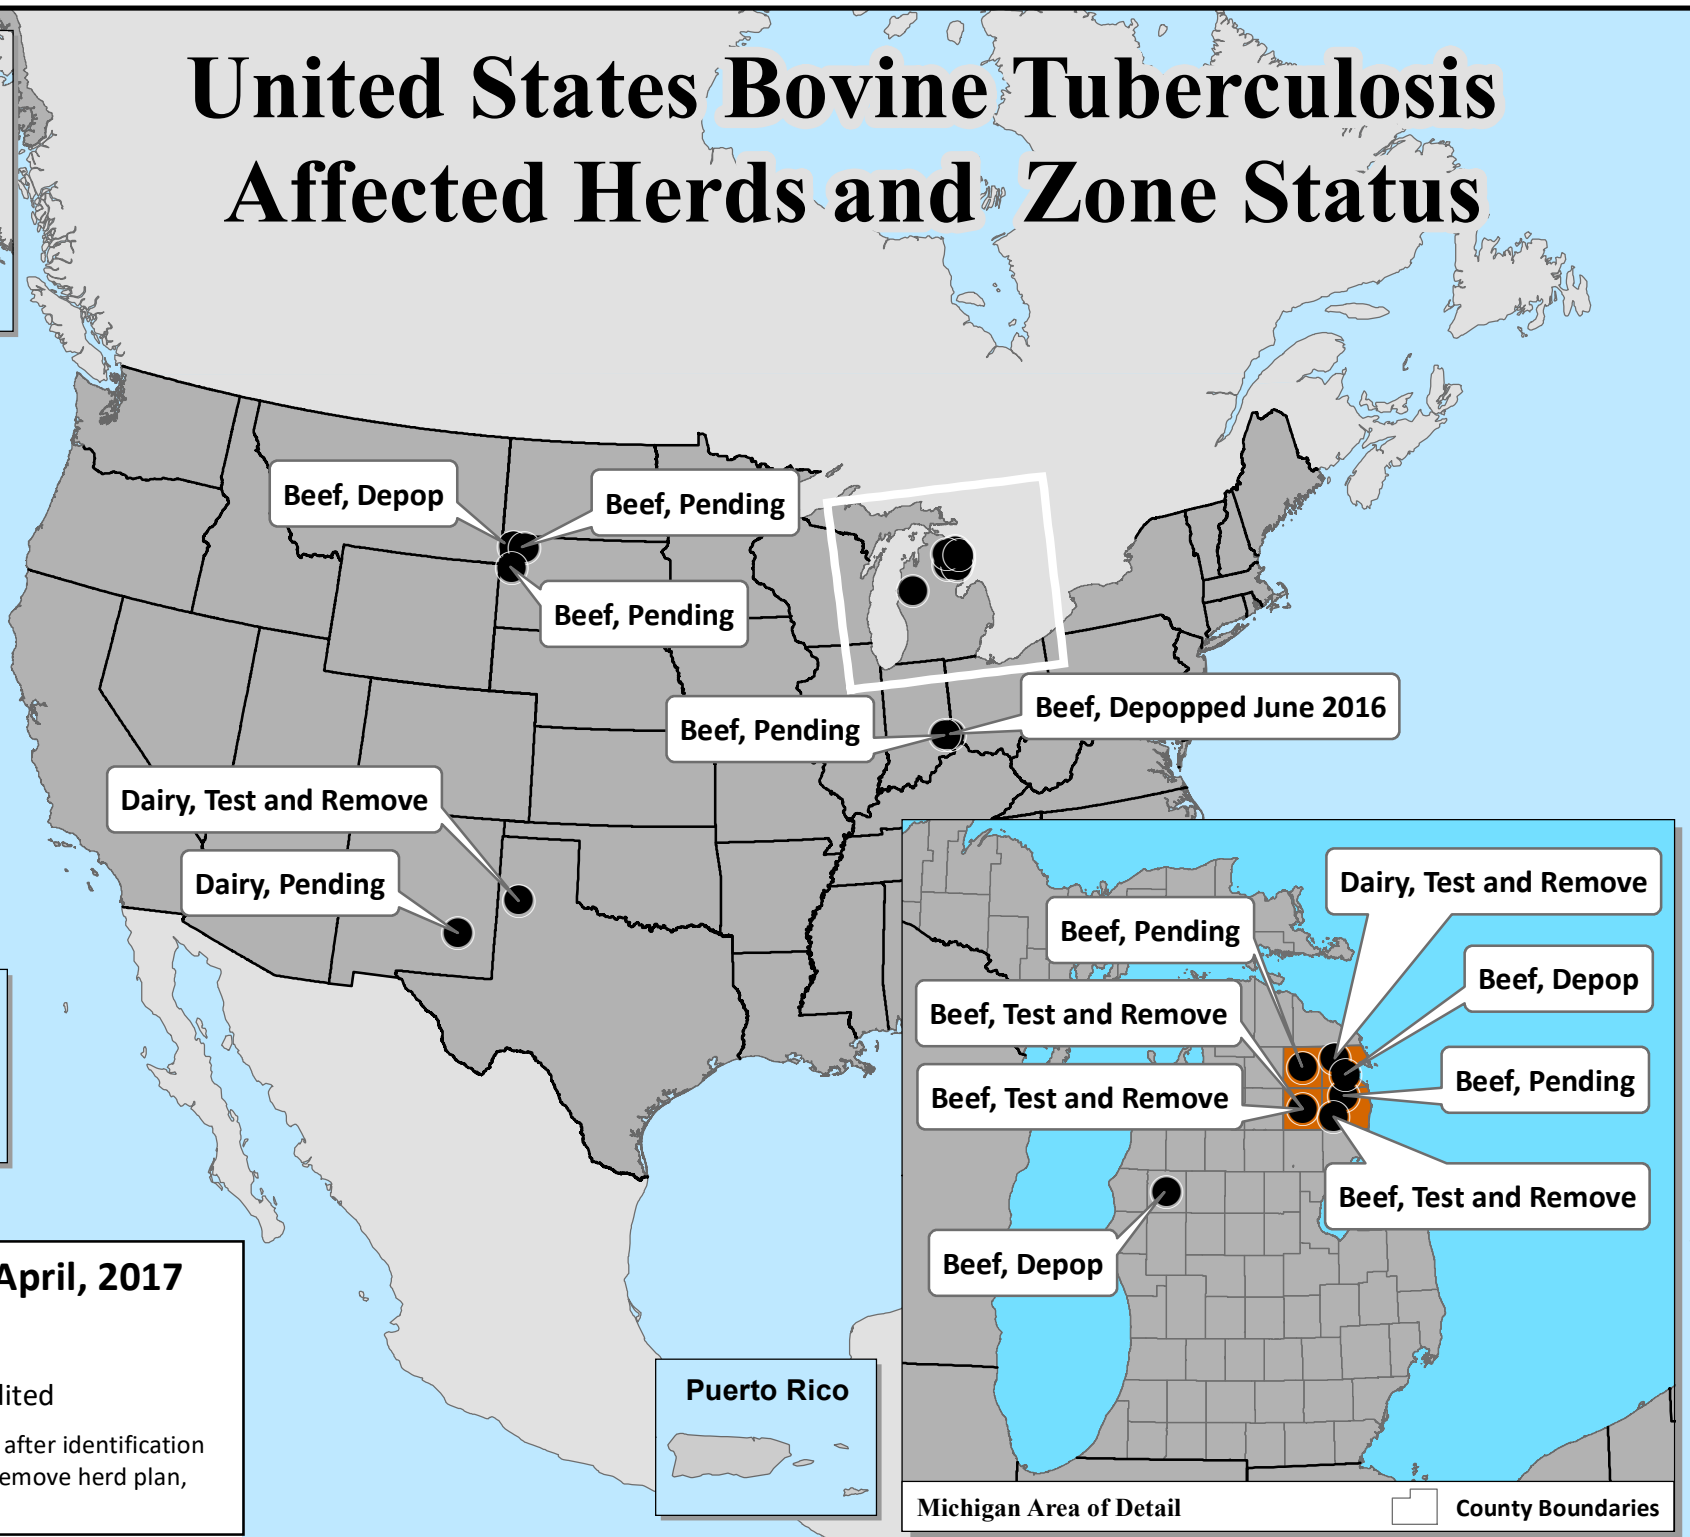 United States Bovine Tuberculosis
Affected Herds and Zone Status
Beef, Depop
Beef, Pending
Beef, Pending
Beef, Depopped June 2016
Beef, Pending
Dairy, Test and Remove
Dairy, Pending
Dairy, Test and Remove
Beef, Pending
Beef, Depop
Beef, Test and Remove
Beef, Pending
Beef, Test and Remove
Beef, Test and Remove
Beef, Depop
April, 2017
lited
after identification
emove herd plan,
Puerto Rico
Michigan Area of Detail
County Boundaries